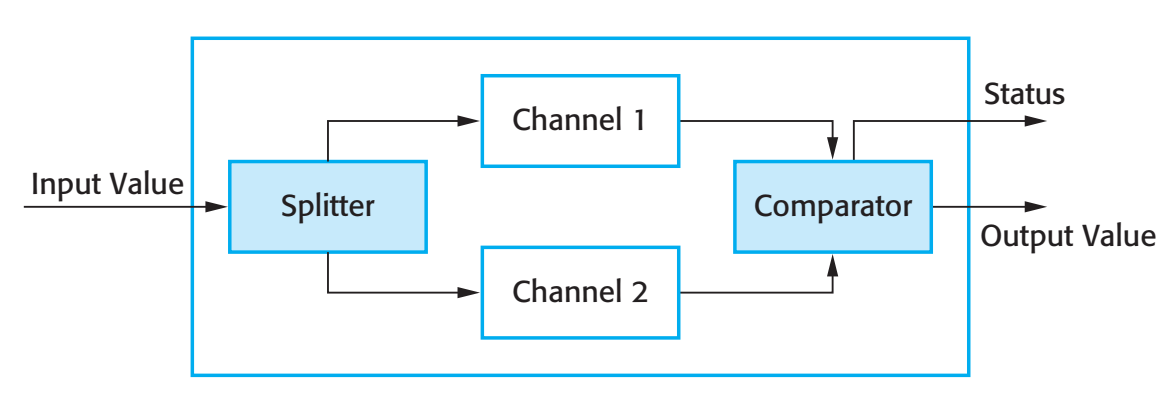 Status
Channel 1
Input Value
Splitter
Comparator
Output Value
Channel 2